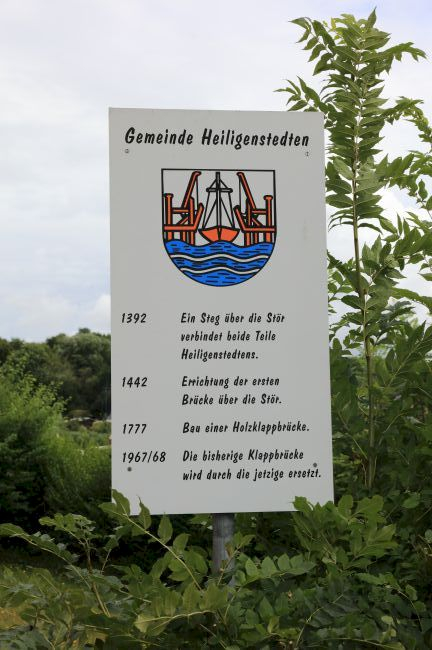 Gemeinde Heiligenstedten
1392 Ein Steg über die Stör
verbindet beide Teile
Heiligenstedtens.
1442 Errichtung der ersten
Brücke über die Stör.
1777 Bau einer Holzklappbrücke.
1967/68 Die bisherige Klappbrücke
wird durch die jetzige ersetzt.